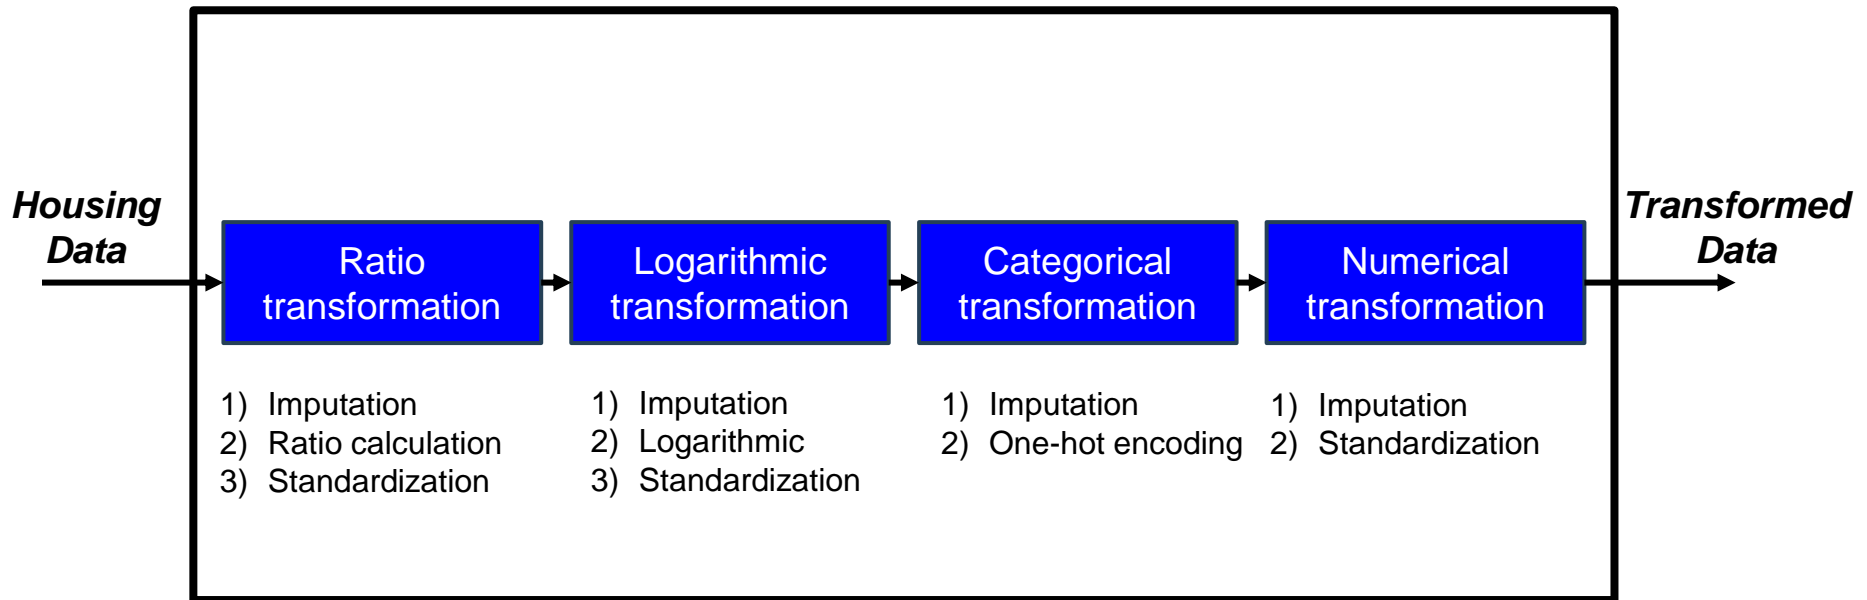 Housing
Data
Ratio
transformation
Logarithmic
transformation
Categorical
transformation
Numerical
transformation
Transformed
Data
1) Imputation
2) Ratio calculation
3) Standardization
1) Imputation
2) Logarithmic
3) Standardization
1) Imputation
2) One-hot encoding
1) Imputation
2) Standardization